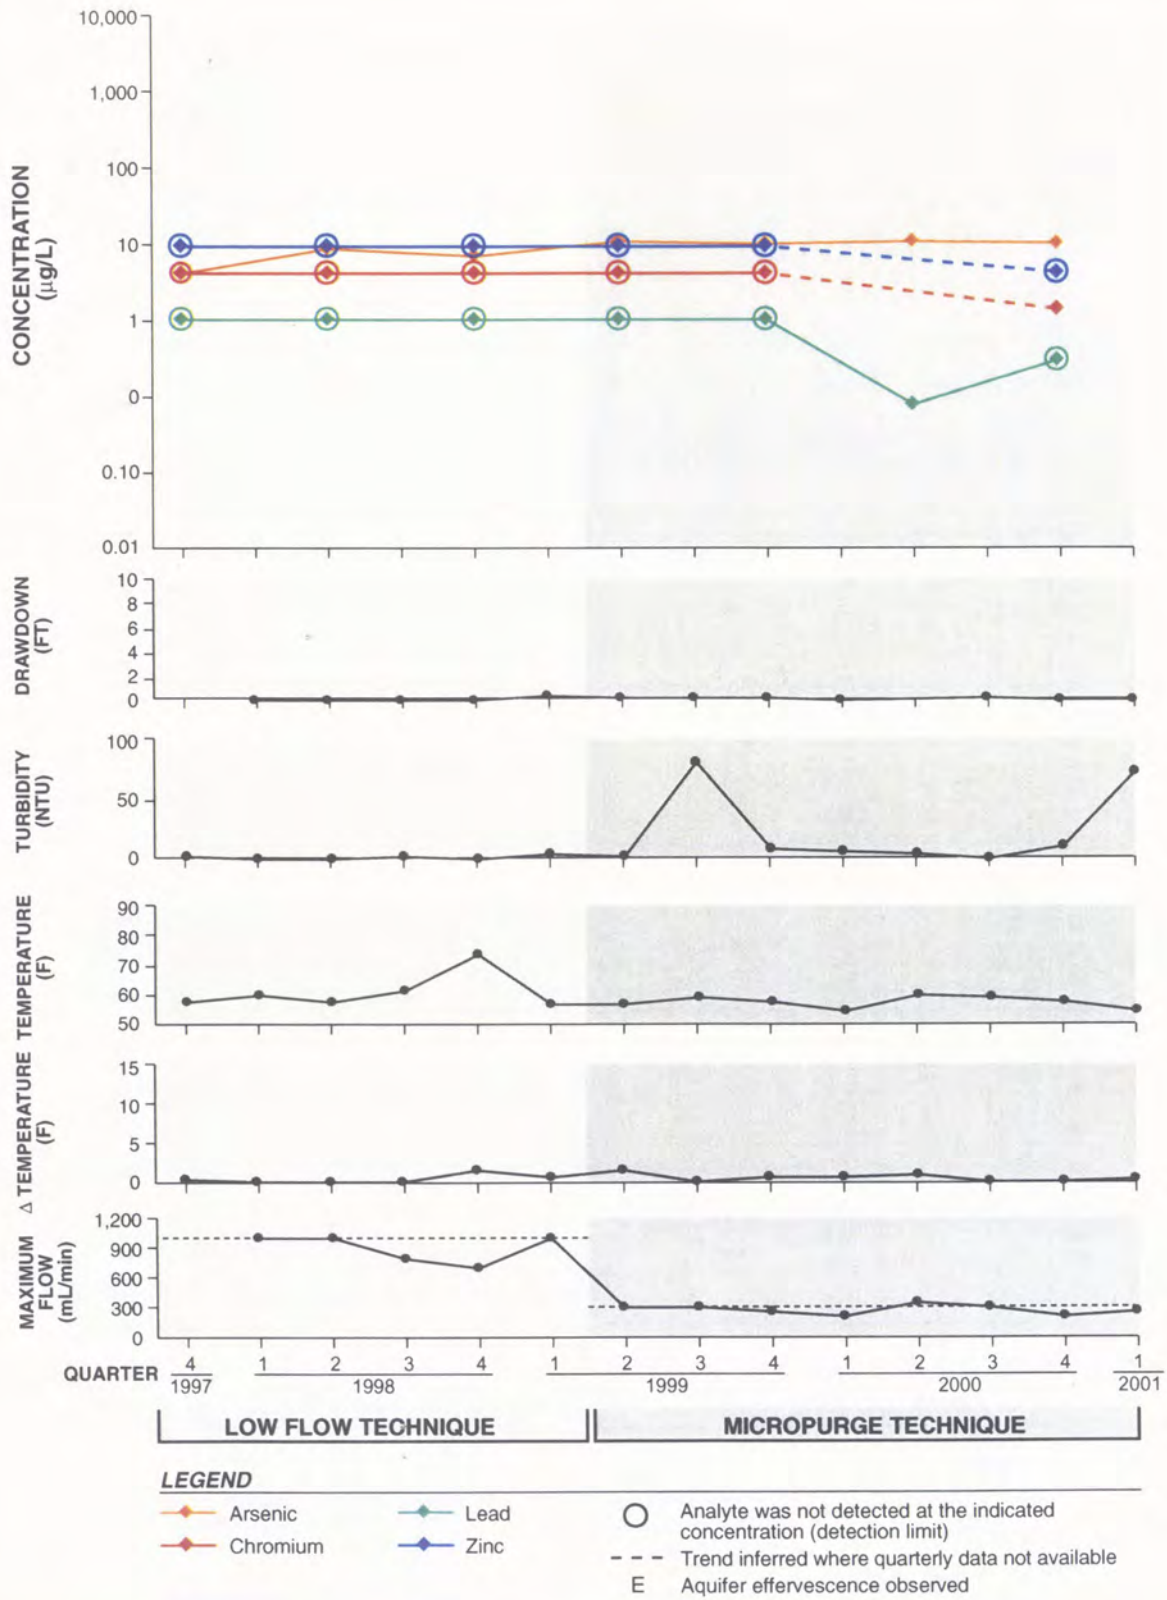 10,000
1,000
100
10
1
0
0.10
0.01
CONCENTRATION
(µg/L)
10
8
6
4
2
0
DRAWDOWN
(FT)
100
50
0
TURBIDITY
(NTU)
90
80
70
60
50
TEMPERATURE
(F)
15
10
5
0
Δ TEMPERATURE
(F)
1,200
900
600
300
0
MAXIMUM
FLOW
(mL/min)
QUARTER 4 1 2 3 4 1 2 3 4 1 2 3 4 1
1997 1998 1999 2000 2001
LOW FLOW TECHNIQUE MICROPURGE TECHNIQUE
LEGEND
Arsenic
Chromium
Lead
Zinc
Analyte was not detected at the indicated
concentration (detection limit)
Trend inferred where quarterly data not available
E Aquifer effervescence observed